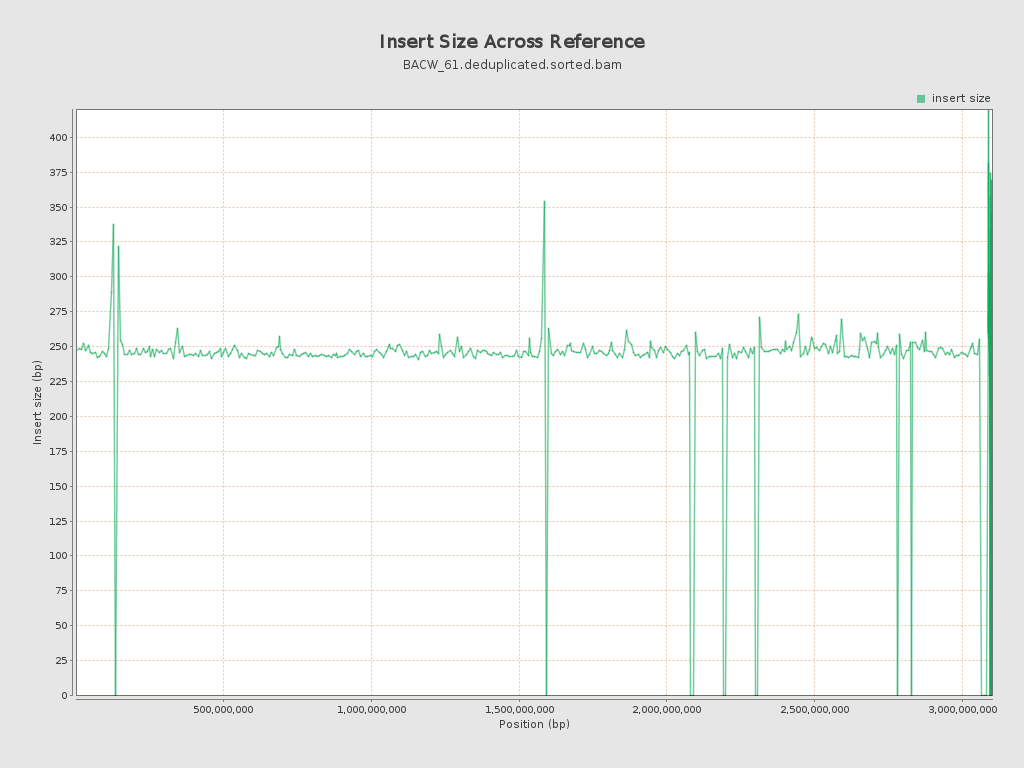 Insert Size Across Reference
BACW_61.deduplicated.sorted.bam
insert size
400
375
350
325
300
275
250
225
200
175
150
125
100
75
50
25
0
Insert size (bp)
500,000,000 1,000,000,000 1,500,000,000 2,000,000,000 2,500,000,000 3,000,000,000
Position (bp)